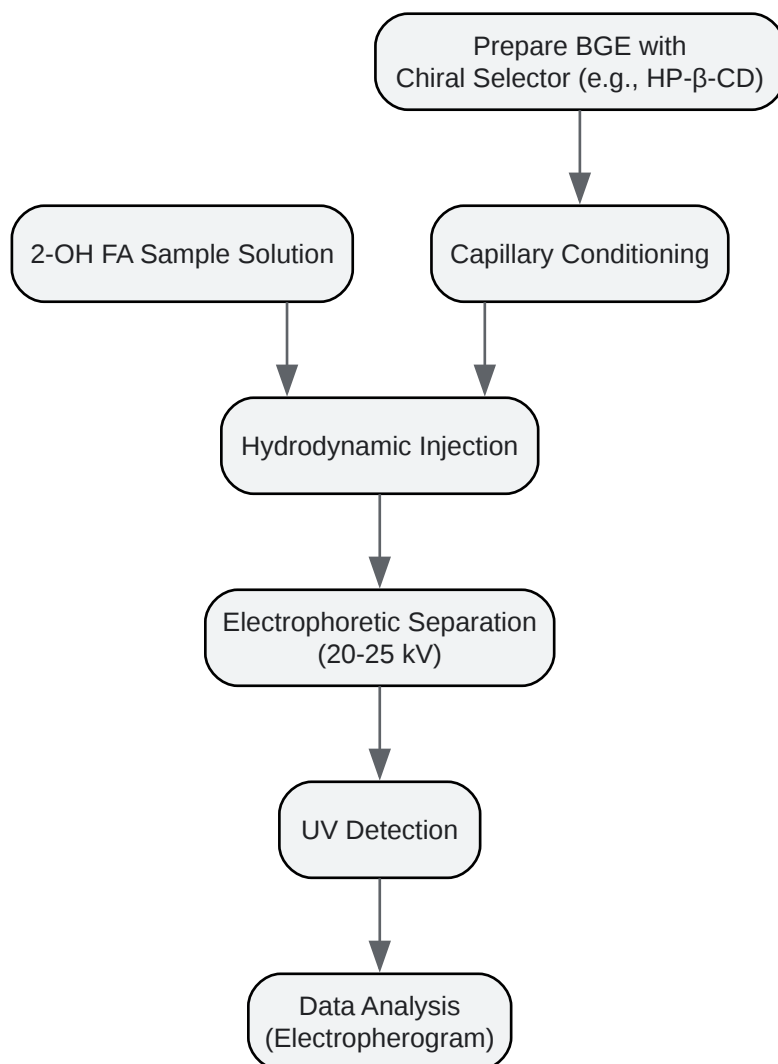 Prepare BGE with
Chiral Selector (e.g., HP-β-CD)
2-OH FA Sample Solution
Capillary Conditioning
Hydrodynamic Injection
Electrophoretic Separation
(20-25 kV)
UV Detection
Data Analysis
(Electropherogram)